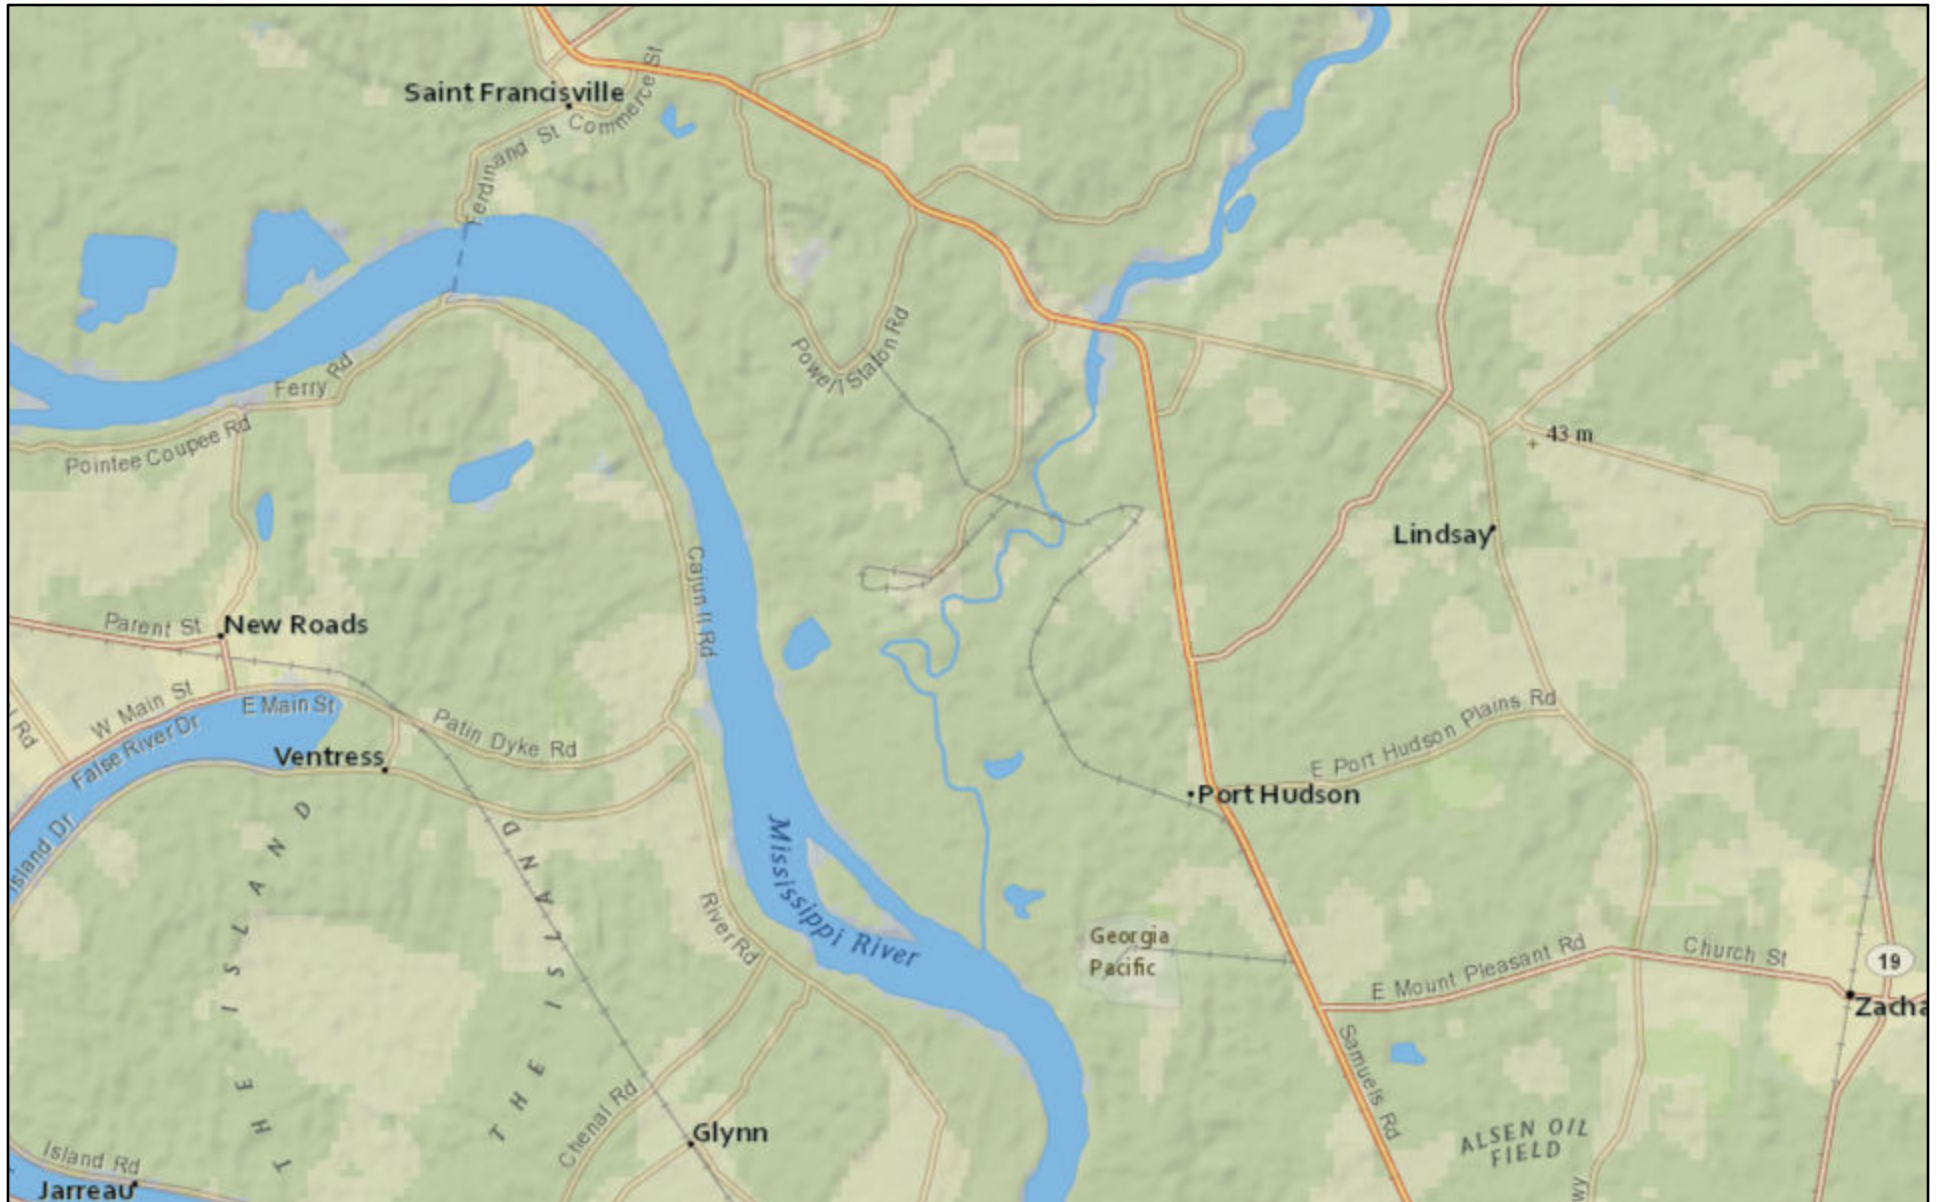 Saint Francisville
Commerce St
Ferdinand St
Powell Station Rd
Ferry Rd
Pointee Coupee Rd
43 m
Lindsay
Cajun II Rd
Parent St
New Roads
W Main St
E Main St
False River Dr
Patin Dyke Rd
E Port Hudson Plains Rd
Ventress
Port Hudson
Island Dr
THE ISLAND
THE ISLAND
Mississippi River
River Rd
Georgia
Pacific
E Mount Pleasant Rd
Church St
19
Zacha
Samuels Rd
Chenal Rd
Glynn
ALSEN OIL
FIELD
Island Rd
Jarreau